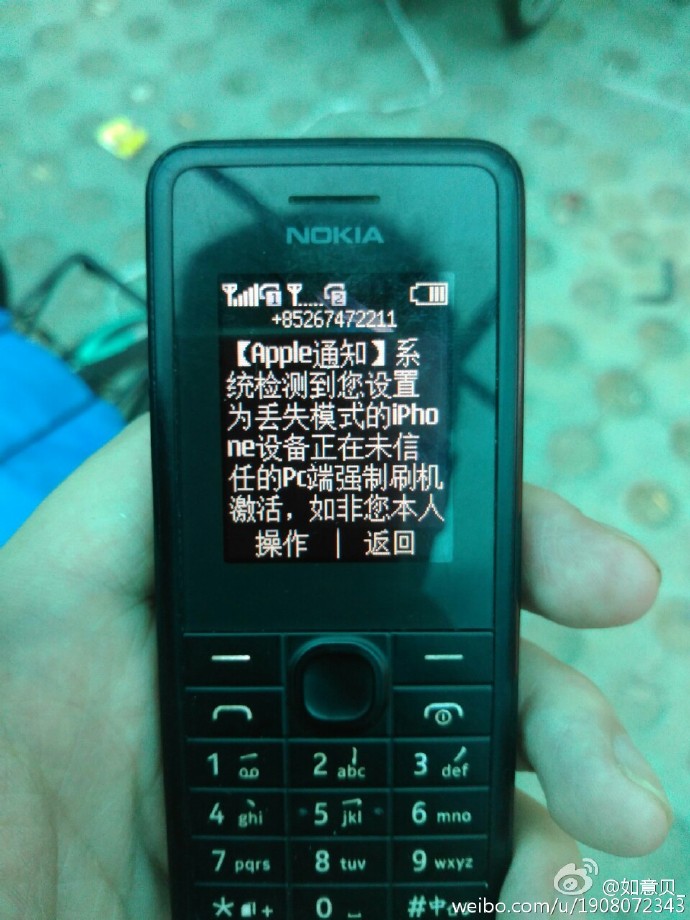 NOKIA
1 2
+85267472211
【Apple通知】系
统检测到您设置
为丢失模式的iPho
ne设备正在未信
任的Pc端强制刷机
激活，如非您本人
操作 | 返回
1 2 abc 3 def
4 ghi 5 jkl 6 mno
7 pqrs 8 tuv 9 wxyz
* + 0 #中
@如意贝_
weibo.com/u/1908072343